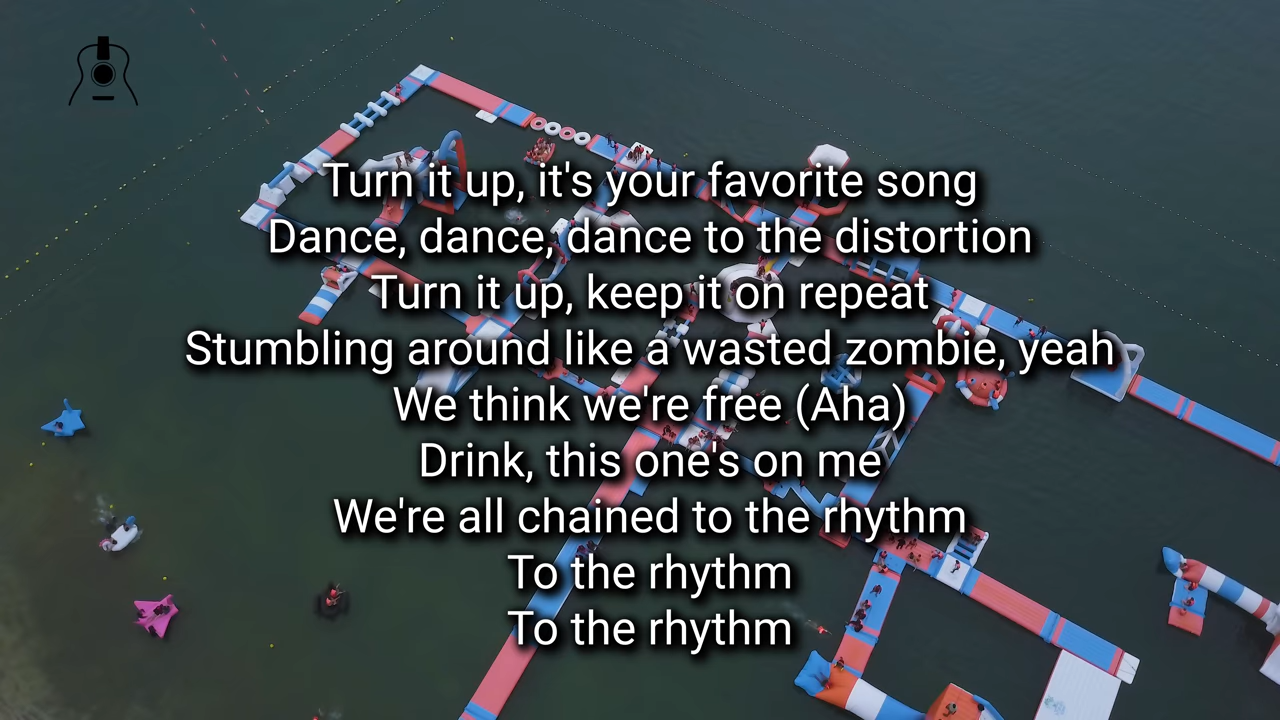 Turn it up, it's your favorite song
Dance, dance, dance to the distortion
Turn it up, keep it on repeat
Stumbling around like a wasted zombie, yeah
We think we're free (Aha)
Drink, this one's on me
We're all chained to the rhythm
To the rhythm
To the rhythm